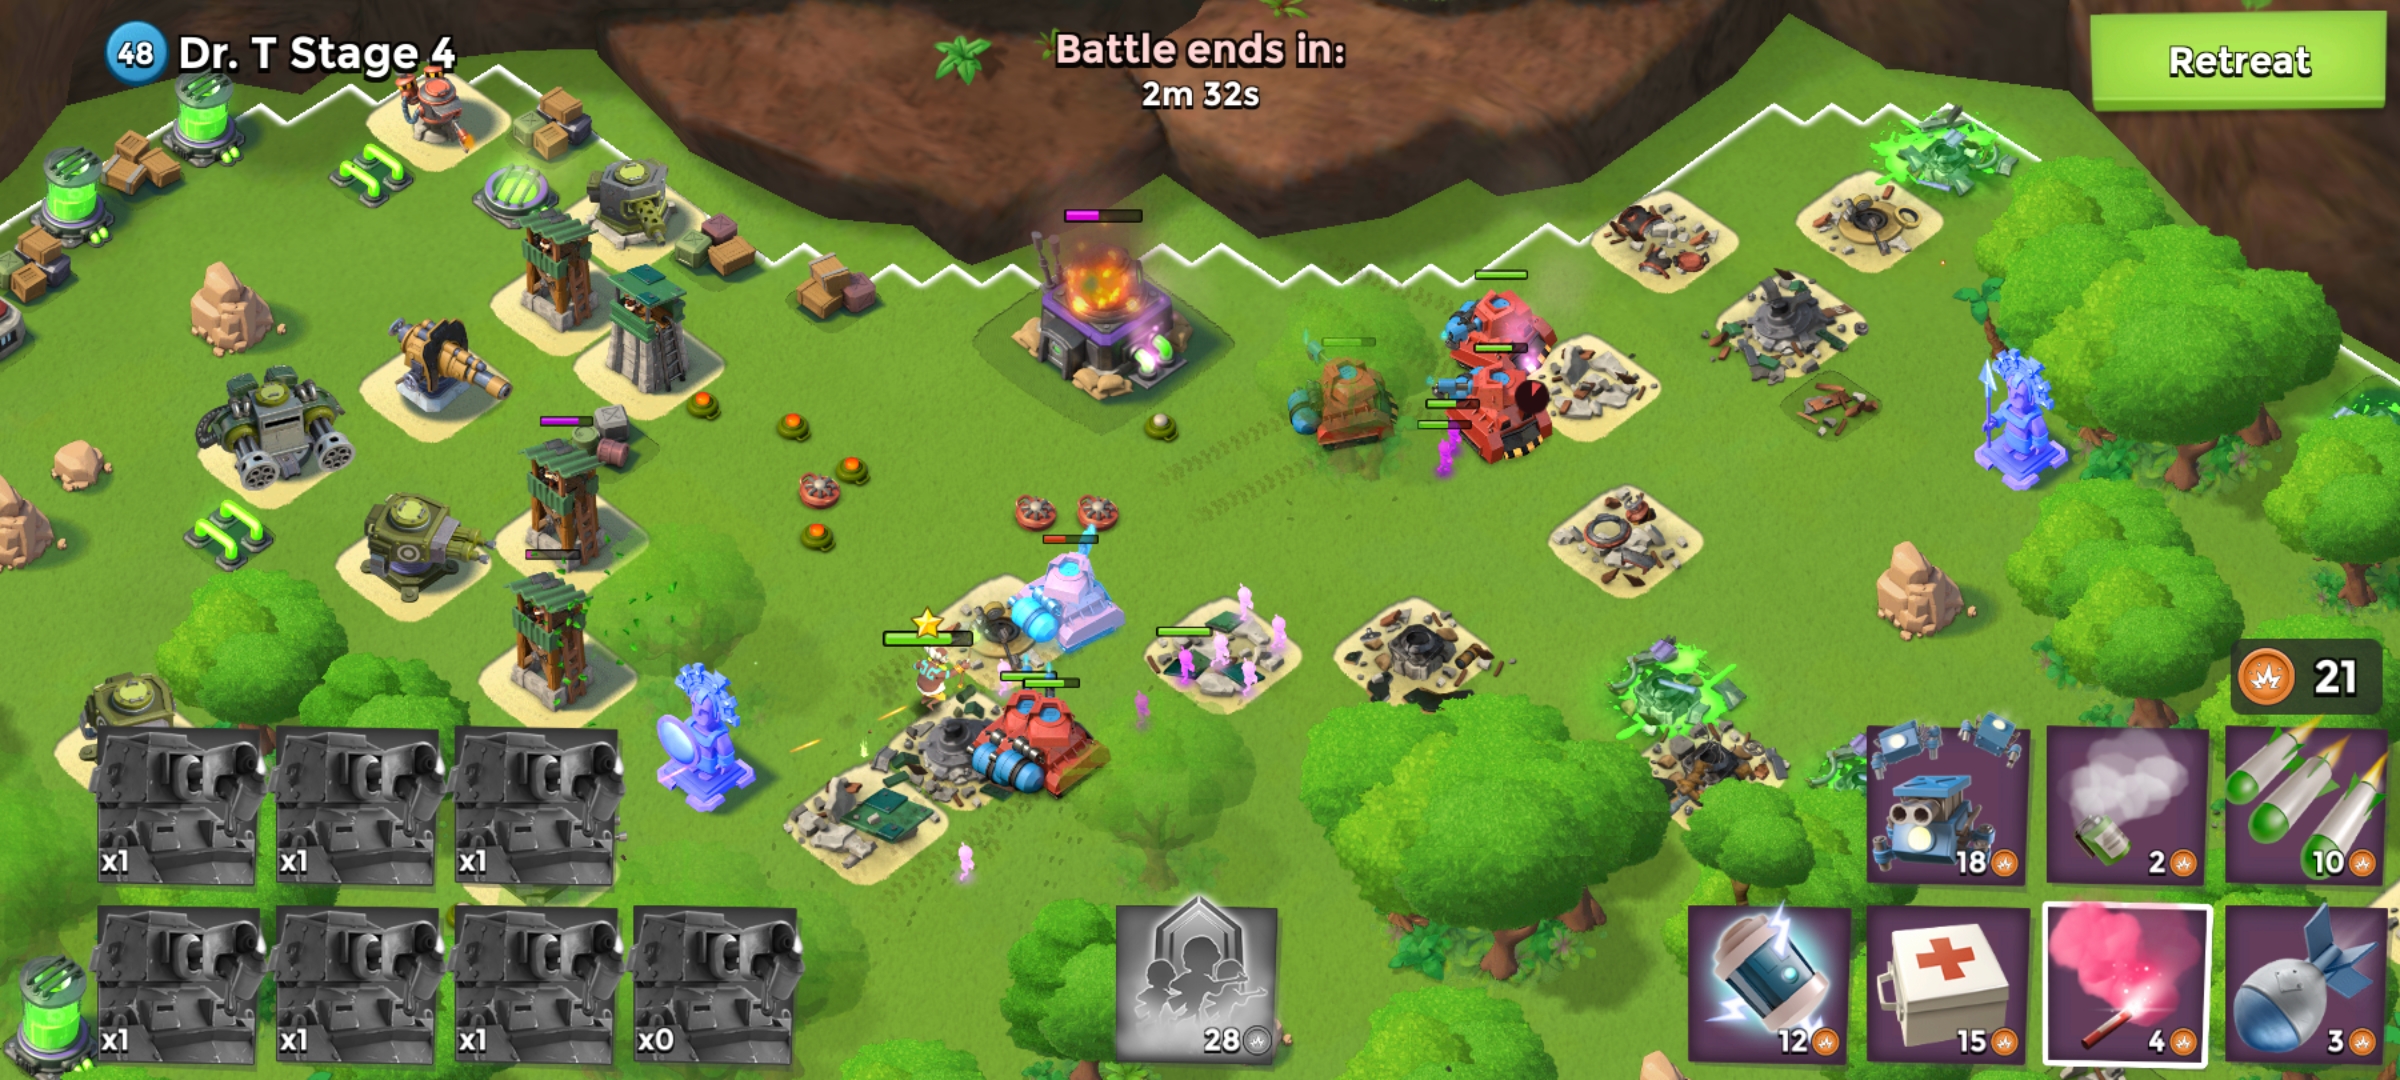 48 Dr. T Stage 4
Battle ends in:
2m 32s
Retreat
21
x1 x1 x1
18 2 10
x1 x1 x1 x0
28
12 15 4 3